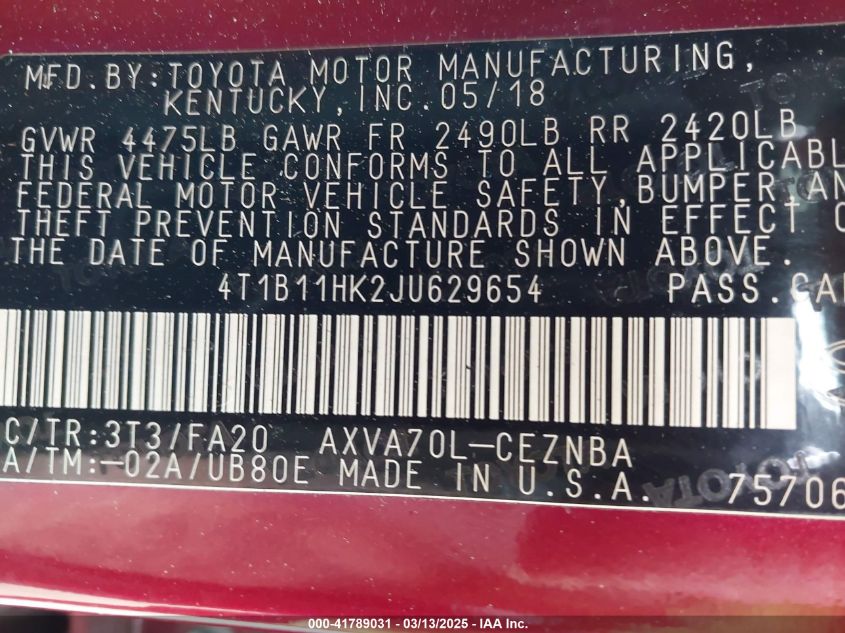 MFD.BY:TOYOTA MOTOR MANUFACTURING,
KENTUCKY,INC.05/18
GVWR 4475LB GAWR FR 2490LB RR 2420LB
THIS VEHICLE CONFORMS TO ALL APPLICABL
FEDERAL MOTOR VEHICLE SAFETY,BUMPER,AN
THEFT PREVENTION STANDARDS IN EFFECT O
THE DATE OF MANUFACTURE SHOWN ABOVE.
4T1B11HK2JU629654 PASS.CAR
C/TR:3T3/FA20 AXVA70L-CEZNBA
A/TM:-02A/UB80E MADE IN U.S.A. 75706
000-41789031 - 03/13/2025 - IAA Inc.